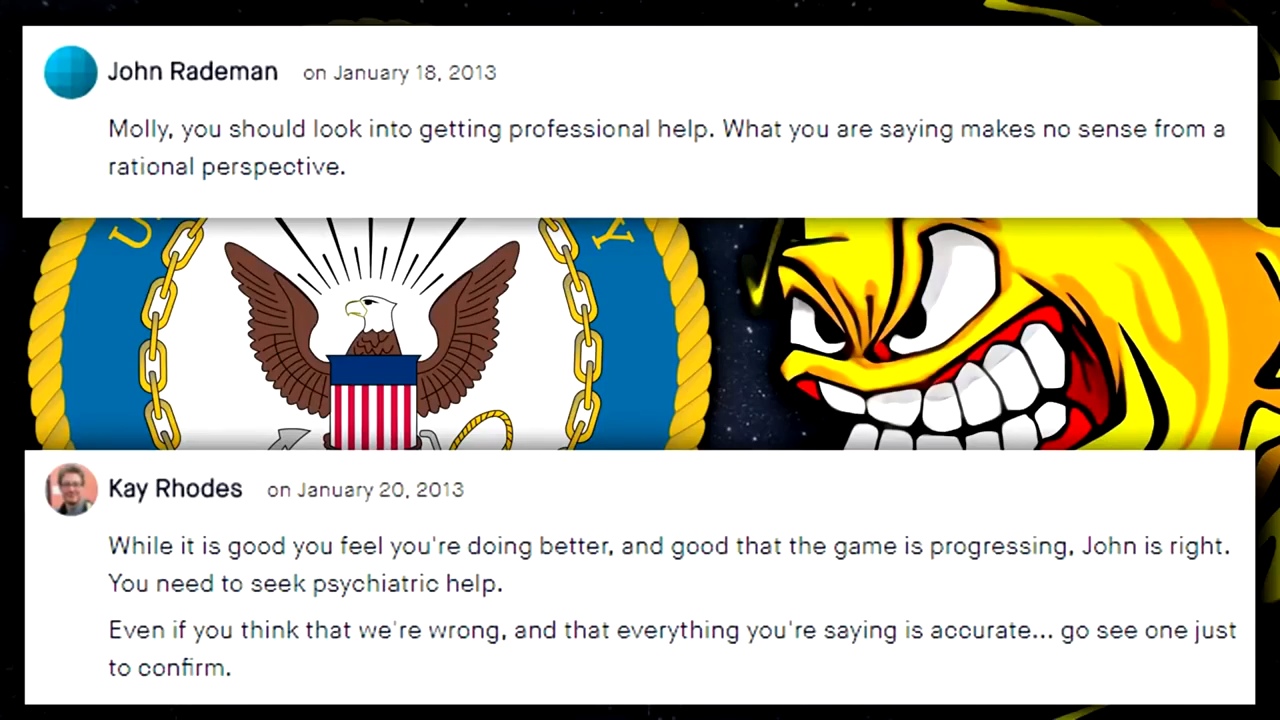 John Rademan on January 18, 2013
Molly, you should look into getting professional help. What you are saying makes no sense from a
rational perspective.
U Y
Kay Rhodes on January 20, 2013
While it is good you feel you're doing better, and good that the game is progressing, John is right.
You need to seek psychiatric help.
Even if you think that we're wrong, and that everything you're saying is accurate... go see one just
to confirm.